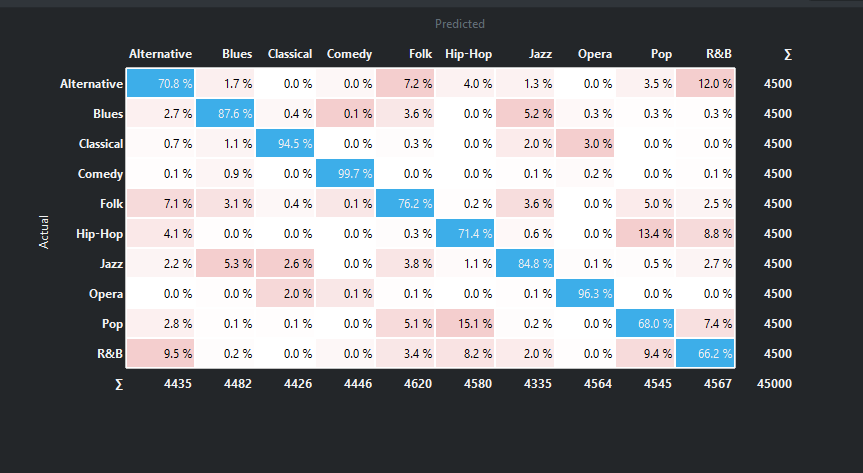 Predicted
Alternative Blues Classical Comedy Folk Hip-Hop Jazz Opera Pop R&B Σ
Alternative 70.8 % 1.7 % 0.0 % 0.0 % 7.2 % 4.0 % 1.3 % 0.0 % 3.5 % 12.0 % 4500
Blues 2.7 % 87.6 % 0.4 % 0.1 % 3.6 % 0.0 % 5.2 % 0.3 % 0.3 % 0.3 % 4500
Classical 0.7 % 1.1 % 94.5 % 0.0 % 0.3 % 0.0 % 2.0 % 3.0 % 0.0 % 0.0 % 4500
Comedy 0.1 % 0.9 % 0.0 % 99.7 % 0.0 % 0.0 % 0.1 % 0.2 % 0.0 % 0.1 % 4500
Folk 7.1 % 3.1 % 0.4 % 0.1 % 76.2 % 0.2 % 3.6 % 0.0 % 5.0 % 2.5 % 4500
Actual
Hip-Hop 4.1 % 0.0 % 0.0 % 0.0 % 0.3 % 71.4 % 0.6 % 0.0 % 13.4 % 8.8 % 4500
Jazz 2.2 % 5.3 % 2.6 % 0.0 % 3.8 % 1.1 % 84.8 % 0.1 % 0.5 % 2.7 % 4500
Opera 0.0 % 0.0 % 2.0 % 0.1 % 0.1 % 0.0 % 0.1 % 96.3 % 0.0 % 0.0 % 4500
Pop 2.8 % 0.1 % 0.1 % 0.0 % 5.1 % 15.1 % 0.2 % 0.0 % 68.0 % 7.4 % 4500
R&B 9.5 % 0.2 % 0.0 % 0.0 % 3.4 % 8.2 % 2.0 % 0.0 % 9.4 % 66.2 % 4500
Σ 4435 4482 4426 4446 4620 4580 4335 4564 4545 4567 45000